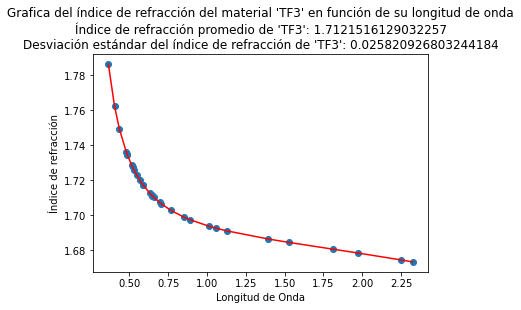 Grafica del índice de refracción del material 'TF3' en función de su longitud de onda
Índice de refracción promedio de 'TF3': 1.7121516129032257
Desviación estándar del índice de refracción de 'TF3': 0.025820926803244184
1.78
1.76
1.74
1.72
1.70
1.68
Índice de refracción
0.50 0.75 1.00 1.25 1.50 1.75 2.00 2.25
Longitud de Onda